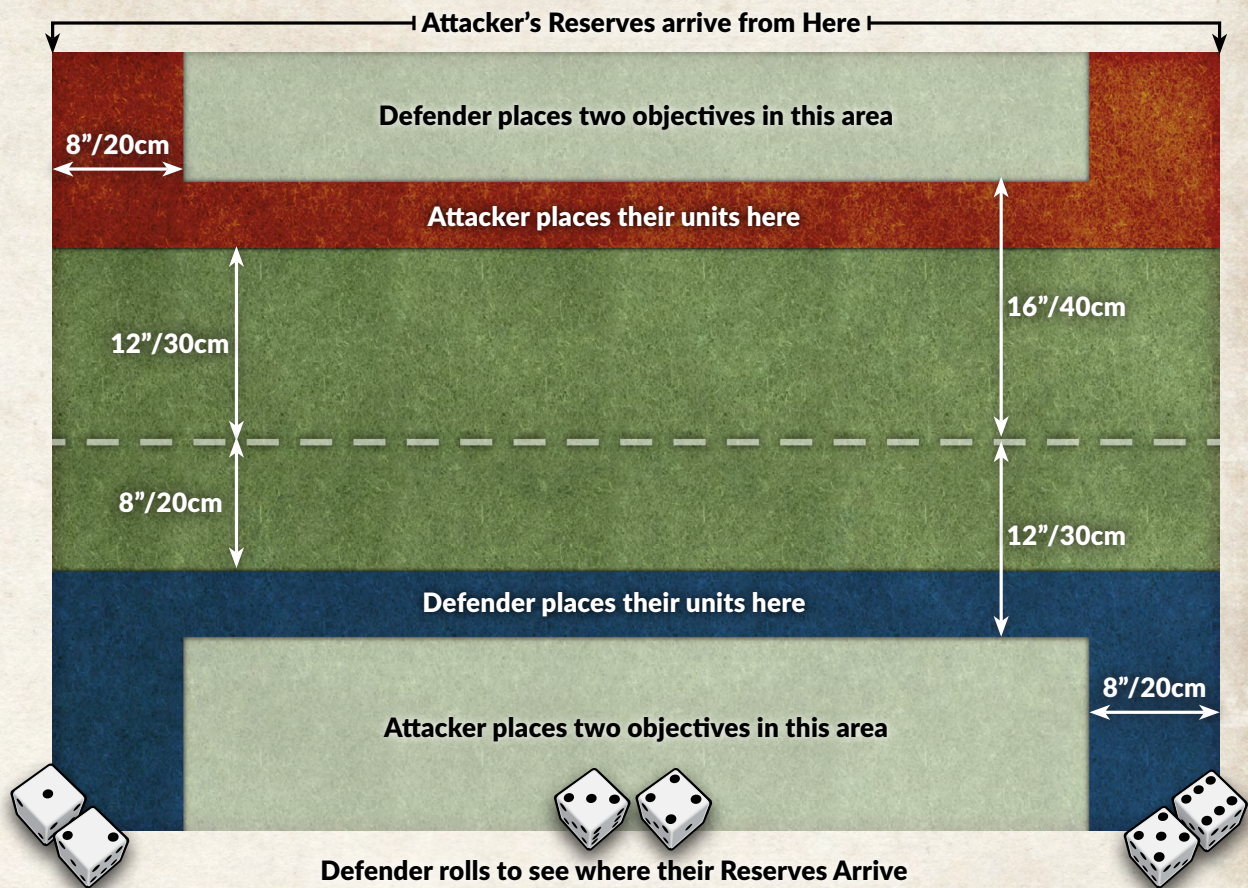 Attacker’s Reserves arrive from Here
Defender places two objectives in this area
8”/20cm
Attacker places their units here
16”/40cm
12”/30cm
8”/20cm
12”/30cm
Defender places their units here
8”/20cm
Attacker places two objectives in this area
Defender rolls to see where their Reserves Arrive